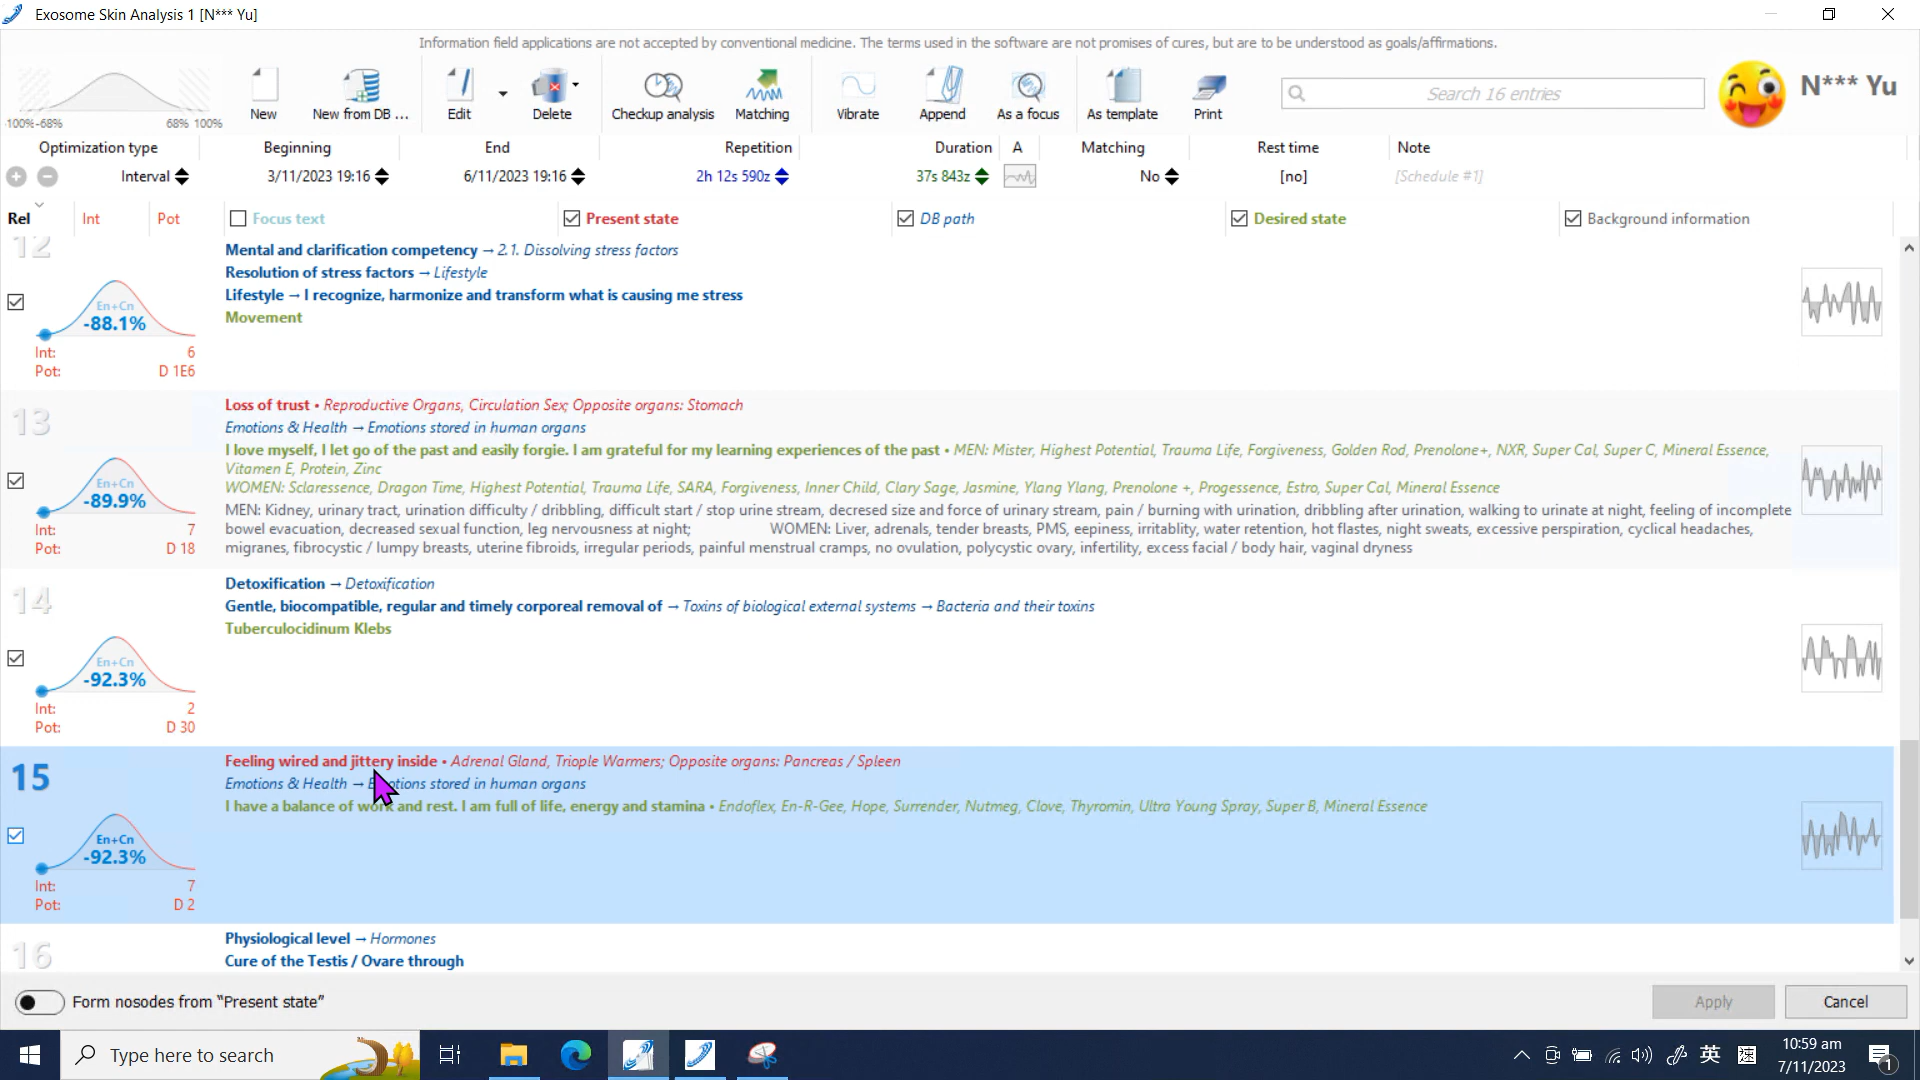 Exosome Skin Analysis 1 [N*** Yu]
Information field applications are not accepted by conventional medicine. The terms used in the software are not promises of cures, but are to be understood as goals/affirmations.
-100%-68% 68% 100%
New
New from DB ...
Edit
Delete
Checkup analysis
Matching
Vibrate
Append
As a focus
As template
Print
Search 16 entries
N*** Yu
Optimization type Beginning End Repetition Duration A Matching Rest time Note
Interval 3/11/2023 19:16 6/11/2023 19:16 2h 12s 590z 37s 843z No [no] [Schedule #1]
Rel Int Pot Focus text Present state DB path Desired state Background information
12
Mental and clarification competency → 2.1. Dissolving stress factors
Resolution of stress factors → Lifestyle
Lifestyle → I recognize, harmonize and transform what is causing me stress
Movement
En+Cn
-88.1%
Int: 6
Pot: D 1E6
13
Loss of trust • Reproductive Organs, Circulation Sex; Opposite organs: Stomach
Emotions & Health → Emotions stored in human organs
I love myself, I let go of the past and easily forgie. I am grateful for my learning experiences of the past • MEN: Mister, Highest Potential, Trauma Life, Forgiveness, Golden Rod, Prenolone+, NXR, Super Cal, Super C, Mineral Essence,
Vitamen E, Protein, Zinc
WOMEN: Sclaressence, Dragon Time, Highest Potential, Trauma Life, SARA, Forgiveness, Inner Child, Clary Sage, Jasmine, Ylang Ylang, Prenolone +, Progessence, Estro, Super Cal, Mineral Essence
MEN: Kidney, urinary tract, urination difficulty / dribbling, difficult start / stop urine stream, decresed size and force of urinary stream, pain / burning with urination, dribbling after urination, walking to urinate at night, feeling of incomplete
bowel evacuation, decreased sexual function, leg nervousness at night; WOMEN: Liver, adrenals, tender breasts, PMS, eepiness, irritablity, water retention, hot flastes, night sweats, excessive perspiration, cyclical headaches,
migranes, fibrocystic / lumpy breasts, uterine fibroids, irregular periods, painful menstrual cramps, no ovulation, polycystic ovary, infertility, excess facial / body hair, vaginal dryness
En+Cn
-89.9%
Int: 7
Pot: D 18
14
Detoxification → Detoxification
Gentle, biocompatible, regular and timely corporeal removal of → Toxins of biological external systems → Bacteria and their toxins
Tuberculocidinum Klebs
En+Cn
-92.3%
Int: 2
Pot: D 30
15
Feeling wired and jittery inside • Adrenal Gland, Triople Warmers; Opposite organs: Pancreas / Spleen
Emotions & Health → Emotions stored in human organs
I have a balance of work and rest. I am full of life, energy and stamina • Endoflex, En-R-Gee, Hope, Surrender, Nutmeg, Clove, Thyromin, Ultra Young Spray, Super B, Mineral Essence
En+Cn
-92.3%
Int: 7
Pot: D 2
16
Physiological level → Hormones
Cure of the Testis / Ovare through
Form nosodes from "Present state"
Apply
Cancel
Type here to search
英
10:59 am
7/11/2023
1